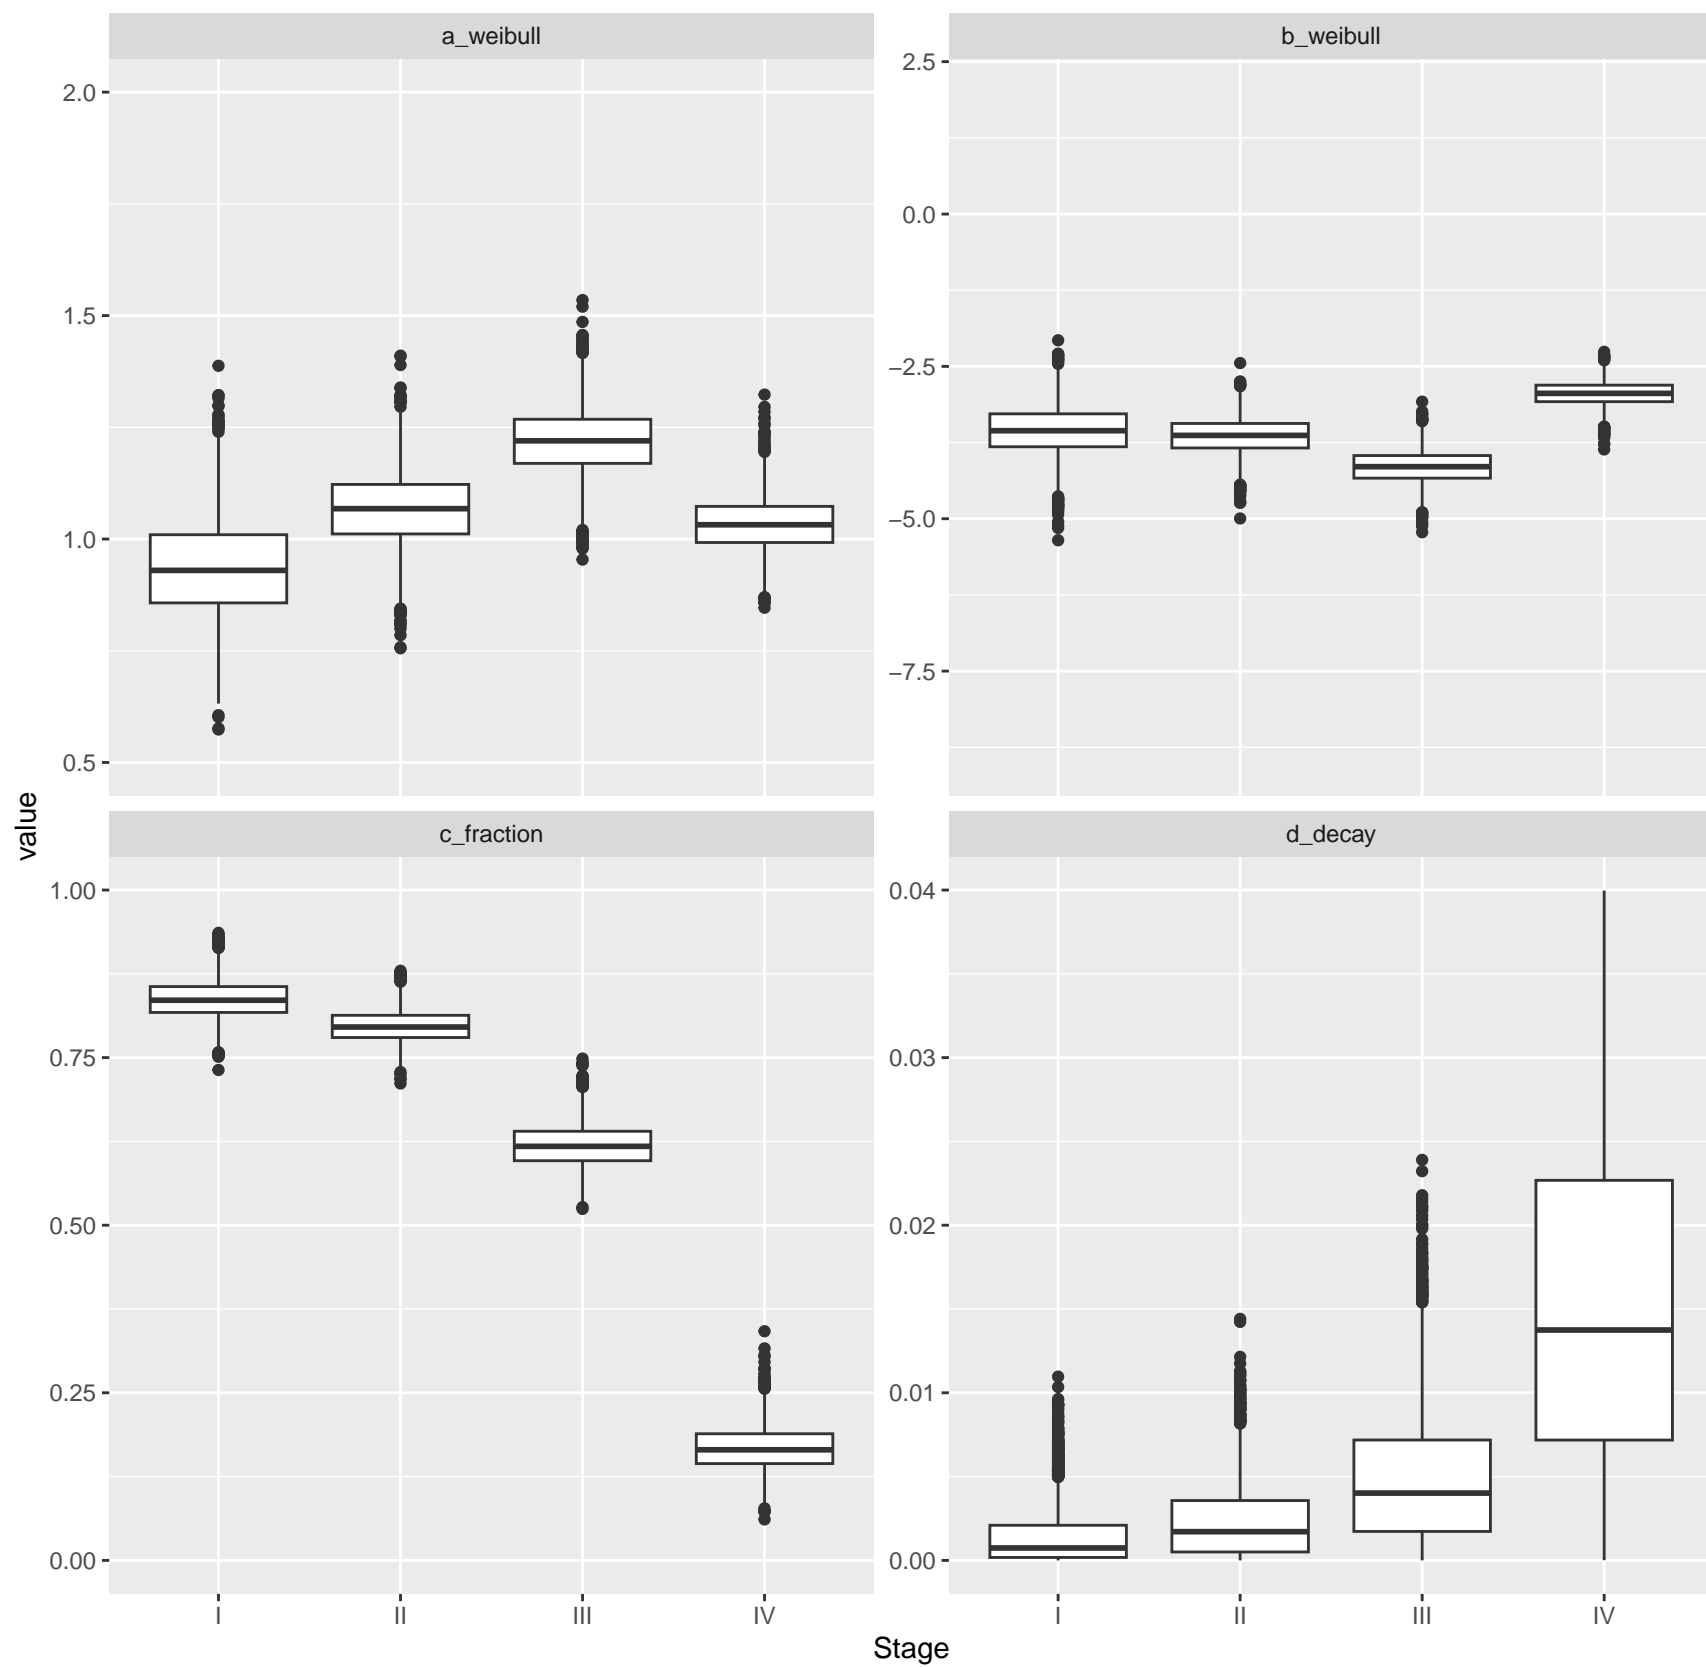 a_weibull
b_weibull
2.0
1.5
1.0
0.5
2.5
0.0
−2.5
−5.0
−7.5
value
c_fraction
d_decay
1.00
0.75
0.50
0.25
0.00
0.04
0.03
0.02
0.01
0.00
I II III IV
I II III IV
Stage